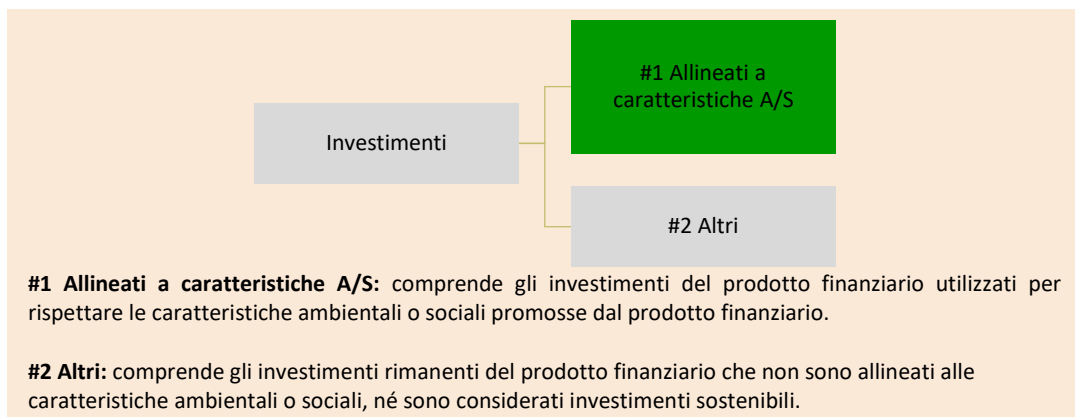 #1 Allineati a
caratteristiche A/S
Investimenti
#2 Altri
#1 Allineati a caratteristiche A/S: comprende gli investimenti del prodotto finanziario utilizzati per
rispettare le caratteristiche ambientali o sociali promosse dal prodotto finanziario.
#2 Altri: comprende gli investimenti rimanenti del prodotto finanziario che non sono allineati alle
caratteristiche ambientali o sociali, né sono considerati investimenti sostenibili.